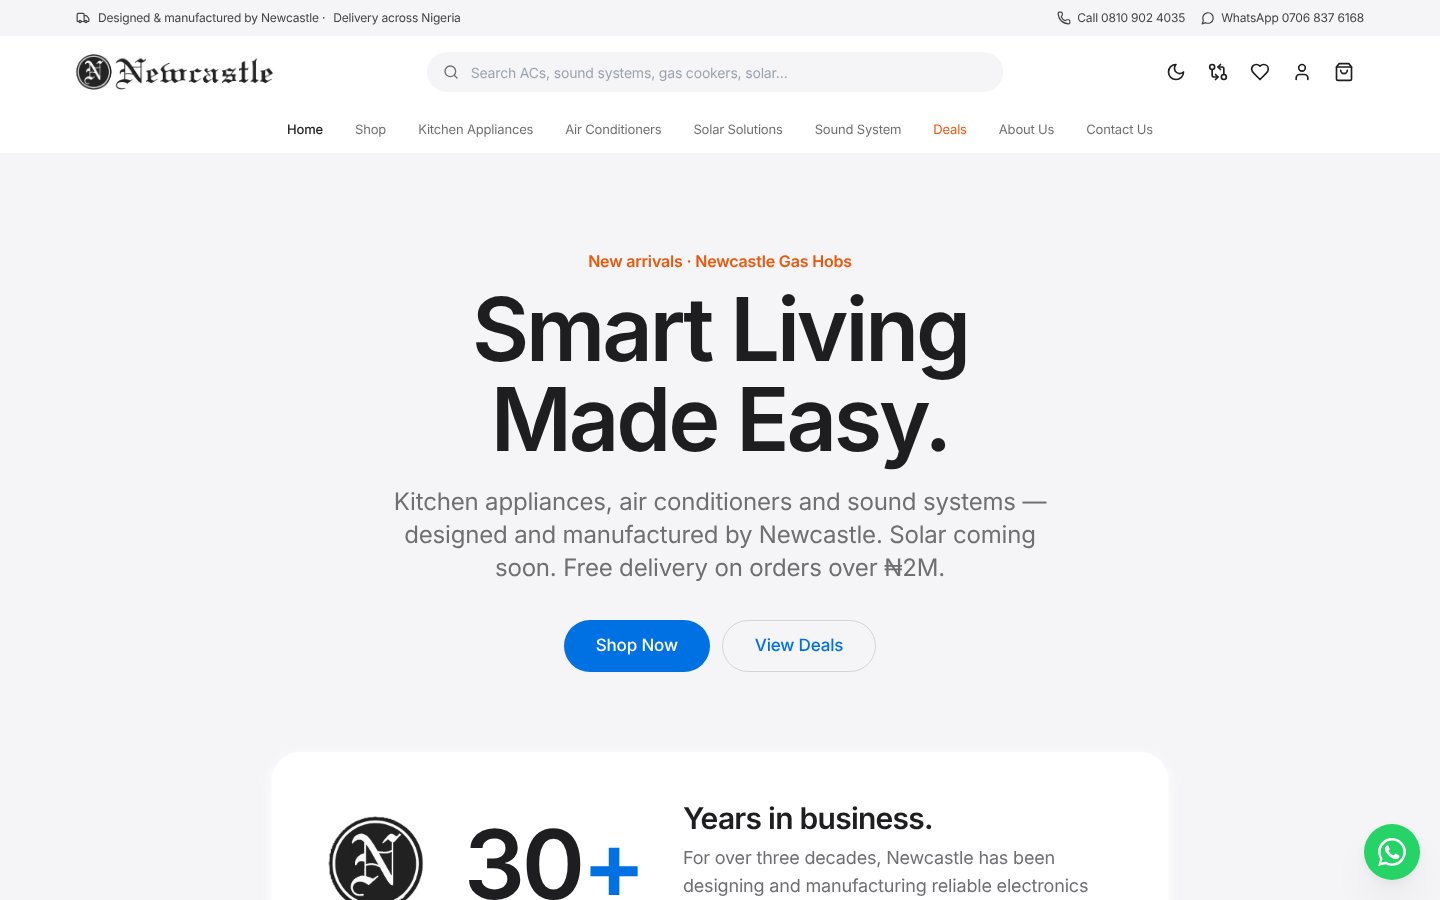 Designed & manufactured by Newcastle · Delivery across Nigeria
Call 0810 902 4035
WhatsApp 0706 837 6168
N Newcastle
Search ACs, sound systems, gas cookers, solar...
Home
Shop
Kitchen Appliances
Air Conditioners
Solar Solutions
Sound System
Deals
About Us
Contact Us
New arrivals · Newcastle Gas Hobs
Smart Living
Made Easy.
Kitchen appliances, air conditioners and sound systems —
designed and manufactured by Newcastle. Solar coming
soon. Free delivery on orders over ₦2M.
Shop Now
View Deals
N
30+
Years in business.
For over three decades, Newcastle has been
designing and manufacturing reliable electronics